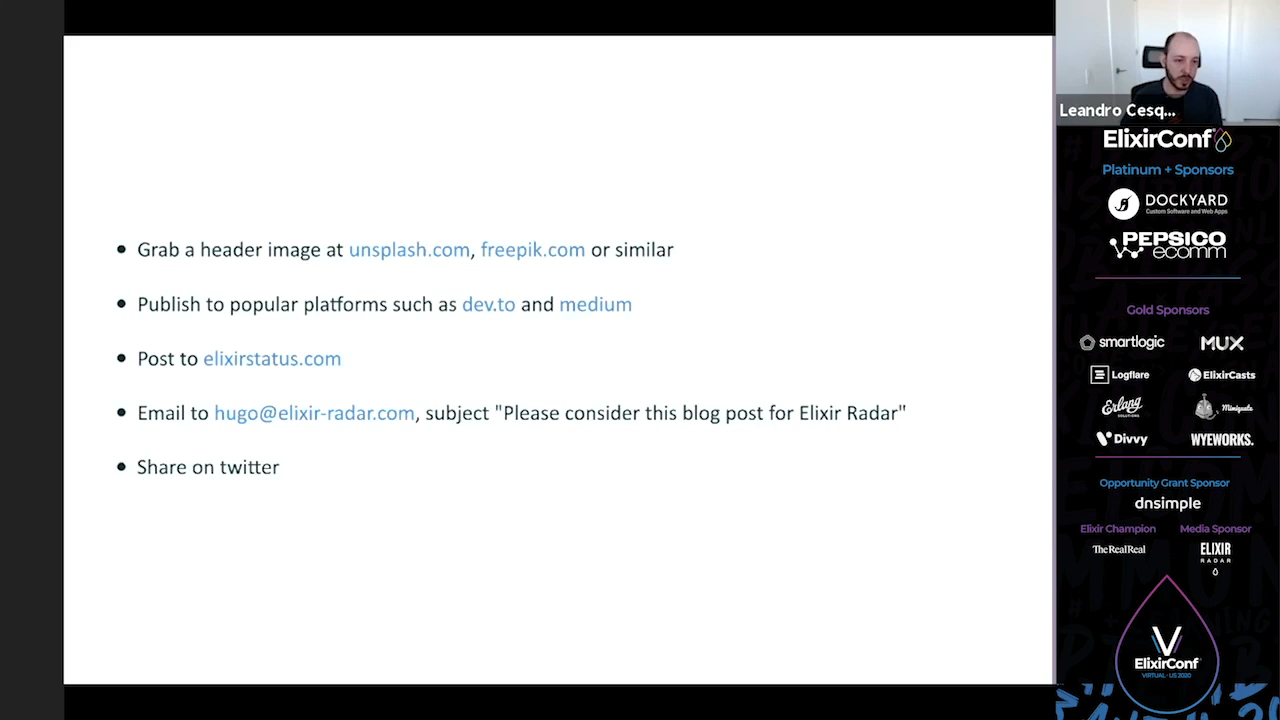 • Grab a header image at unsplash.com, freepik.com or similar
• Publish to popular platforms such as dev.to and medium
• Post to elixirstatus.com
• Email to hugo@elixir-radar.com, subject "Please consider this blog post for Elixir Radar"
• Share on twitter
Leandro Cesq...
ElixirConf
Platinum + Sponsors
DOCKYARD
Custom Software and Web Apps
PEPSICO
ecomm
Gold Sponsors
smartlogic MUX
Logflare ElixirCasts
Erlang
SOLUTIONS
Miniquote
Divvy WYEWORKS.
Opportunity Grant Sponsor
dnsimple
Elixir Champion Media Sponsor
TheRealReal ELIXIR
RADAR
V
ElixirConf
VIRTUAL • US 2020